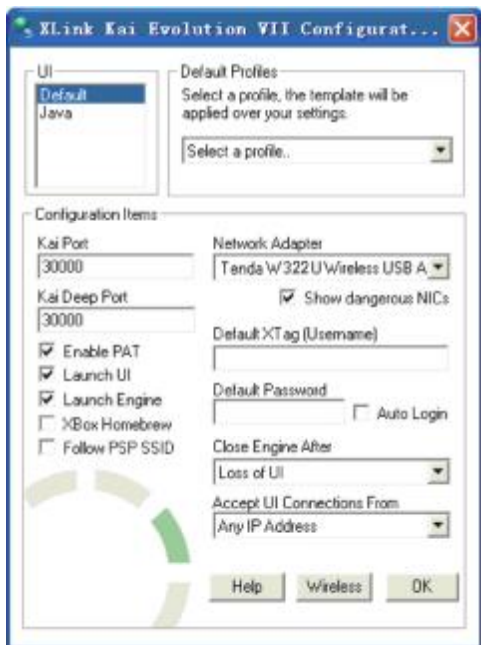 XLink Kai Evolution VII Configurat...
UI
Default
Java
Default Profiles
Select a profile, the template will be
applied over your settings.
Select a profile..
Configuration Items
Kai Port
30000
Kai Deep Port
30000
Enable PAT
Launch UI
Launch Engine
XBox Homebrew
Follow PSP SSID
Network Adapter
Tenda W322U Wireless USB A
Show dangerous NICs
Default XTag (Username)
Default Password
Auto Login
Close Engine After
Loss of UI
Accept UI Connections From
Any IP Address
Help
Wireless
OK